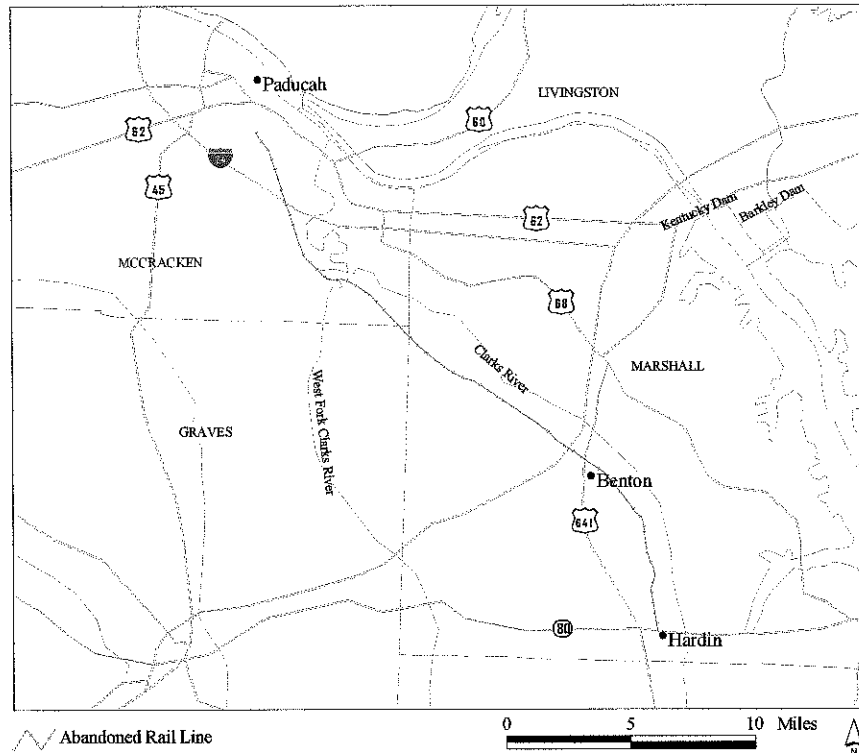 Paducah
LIVINGSTON
60
62
24
45
Kentucky Dam
Barkley Dam
62
MCCRACKEN
68
Clarks River
MARSHALL
West Fork Clarks River
GRAVES
Benton
641
80
Hardin
0 5 10 Miles
Abandoned Rail Line
N